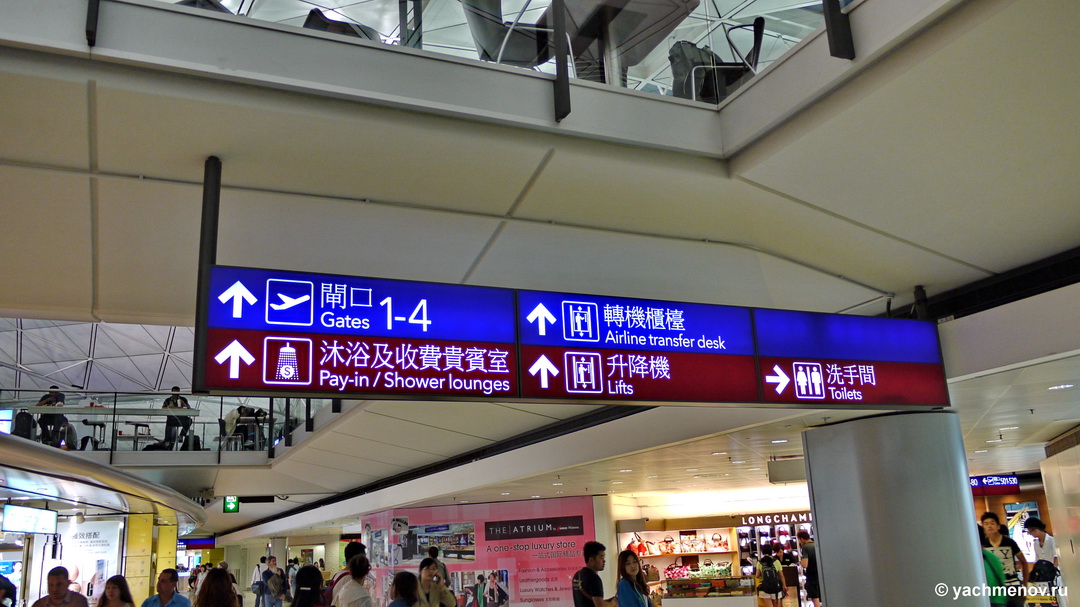 閘口 1-4
Gates
沐浴及收費貴賓室
Pay-in / Shower lounges
轉機櫃檯
Airline transfer desk
升降機
Lifts
洗手間
Toilets
THE ATRIUM
A one-stop luxury store
LONGCHAMP
501-530
© yachmenov.ru